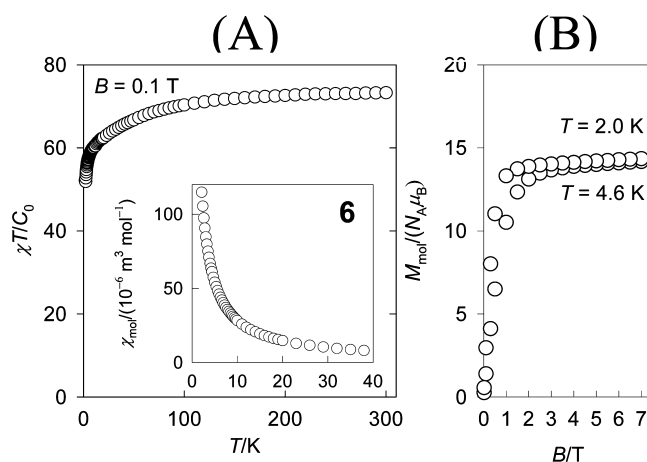 (A)
(B)
80
60
40
20
0
χT/C₀
B = 0.1 T
6
100
50
0
χmol/(10⁻⁶ m³ mol⁻¹)
0 10 20 30 40
0 100 200 300
T/K
20
15
10
5
0
Mmol/(NAμB)
T = 2.0 K
T = 4.6 K
0 1 2 3 4 5 6 7
B/T